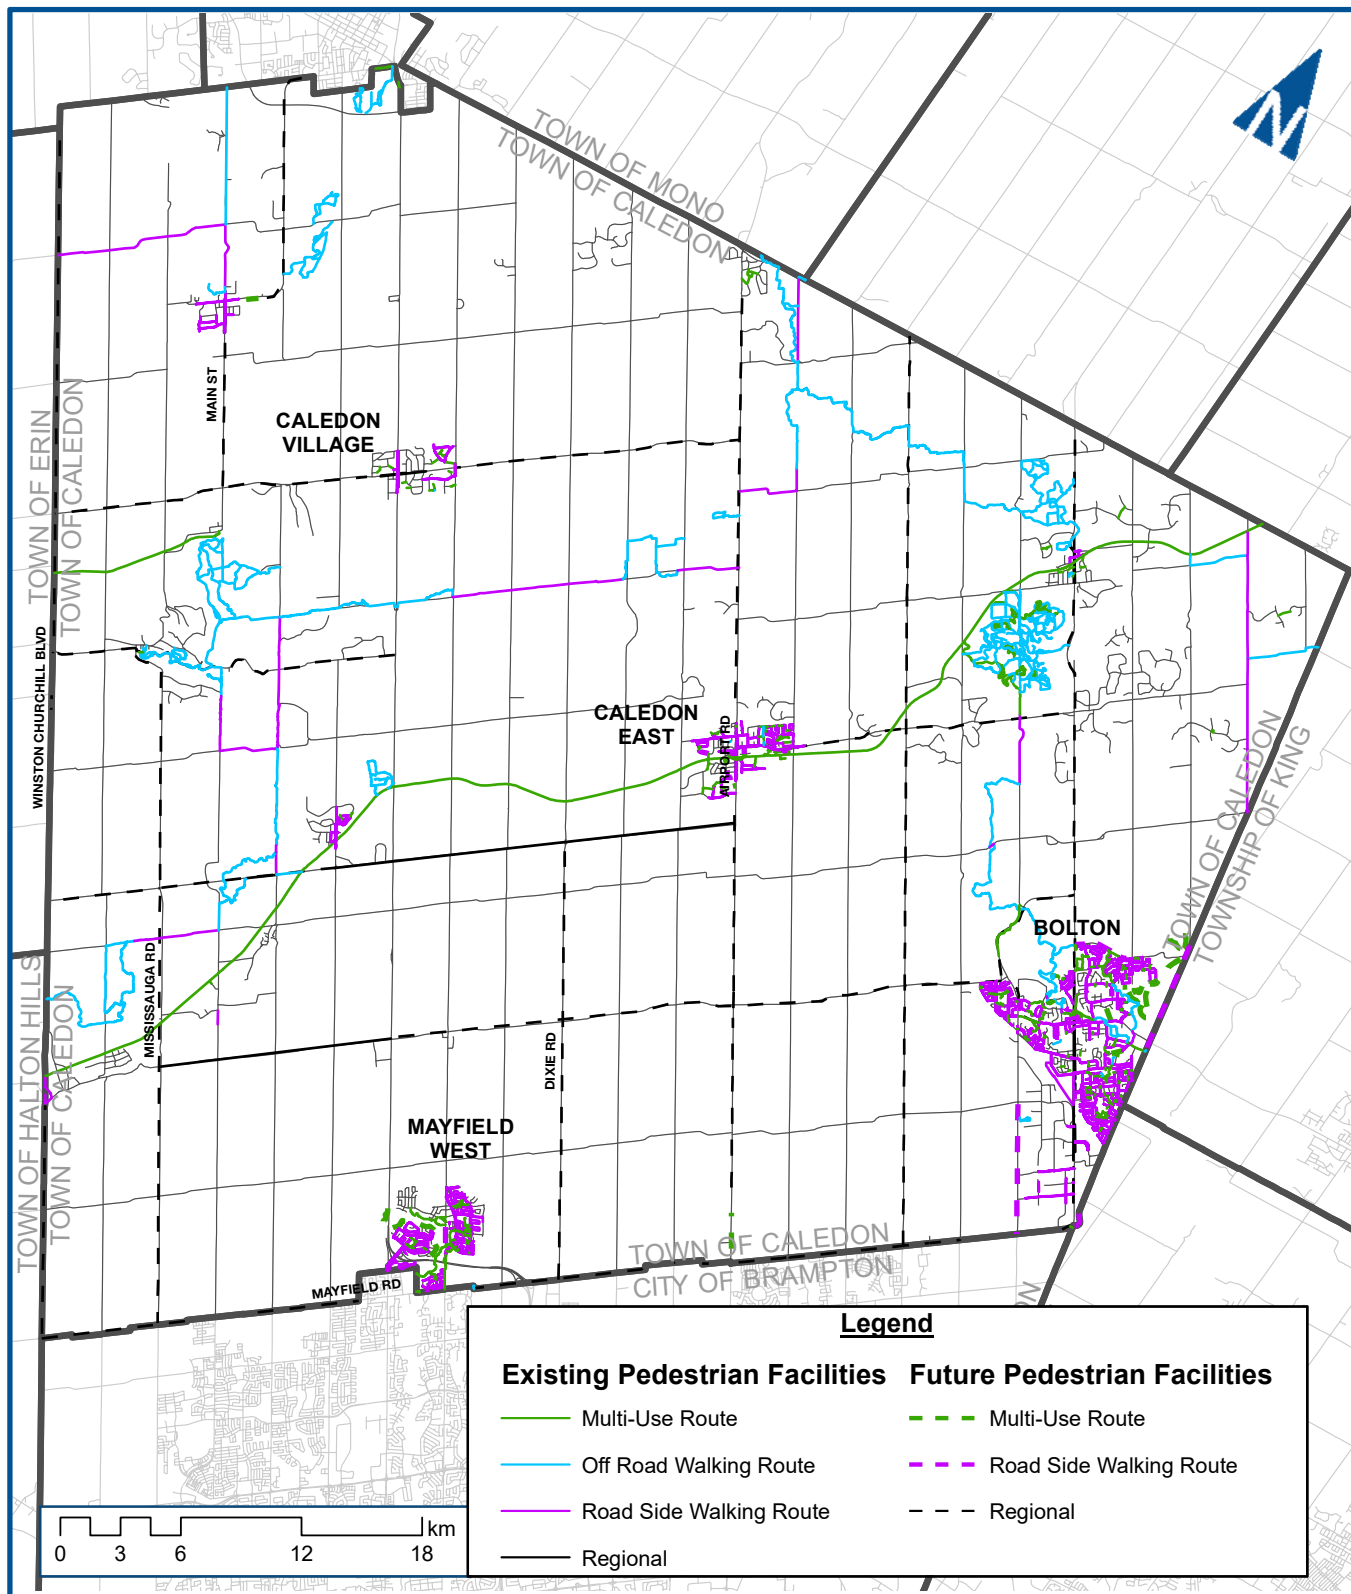 N
TOWN OF MONO
TOWN OF CALEDON
MAIN ST
TOWN OF ERIN
TOWN OF CALEDON
CALEDON
VILLAGE
WINSTON CHURCHILL BLVD
CALEDON
EAST
AIRPORT RD
TOWN OF CALEDON
TOWNSHIP OF KING
BOLTON
MISSISSAUGA RD
TOWN OF HALTON HILLS
TOWN OF CALEDON
DIXIE RD
MAYFIELD
WEST
TOWN OF CALEDON
CITY OF BRAMPTON
MAYFIELD RD
ON
Legend
Existing Pedestrian Facilities
Multi-Use Route
Off Road Walking Route
Road Side Walking Route
Regional
Future Pedestrian Facilities
Multi-Use Route
Road Side Walking Route
Regional
km
0 3 6 12 18